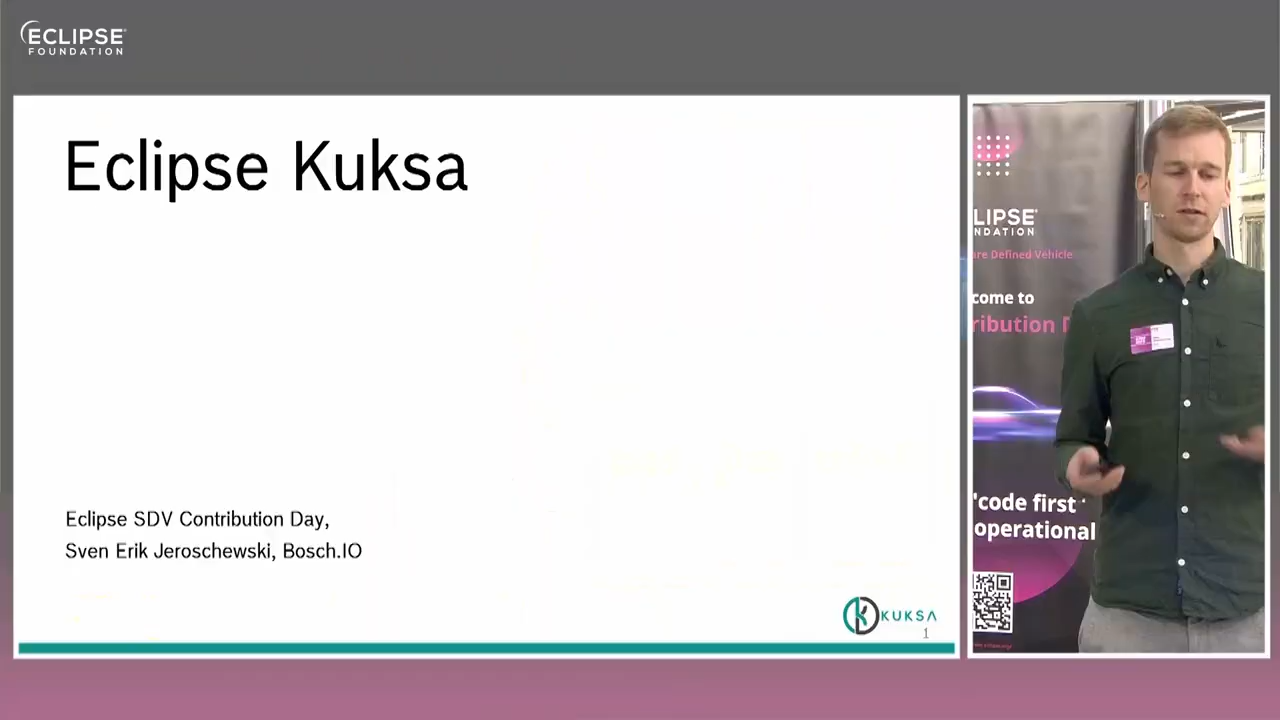 ECLIPSE
FOUNDATION
Eclipse Kuksa
Eclipse SDV Contribution Day,
Sven Erik Jeroschewski, Bosch.IO
KUKSA
1
LIPSE
NDATION
are Defined Vehicle
come to
ribution D
"code first
operational